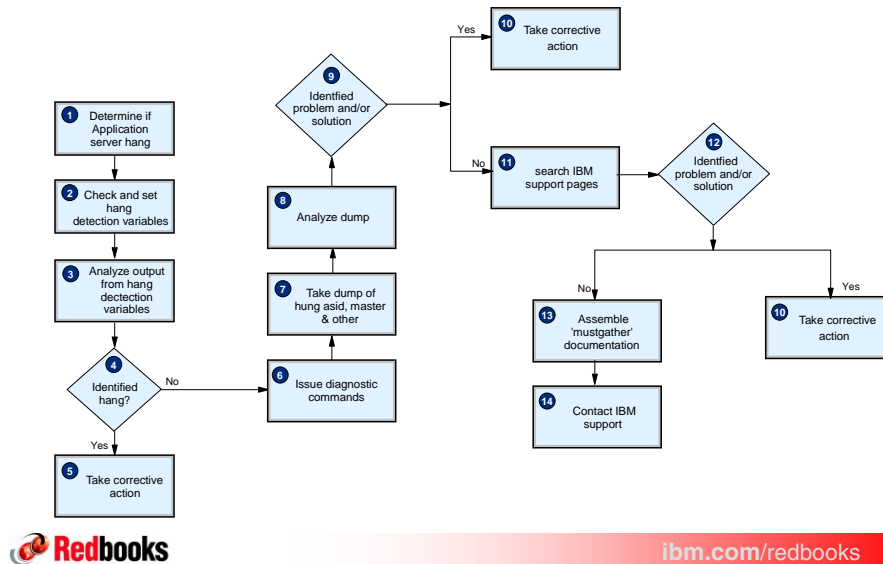 1
Determine if
Application
server hang
2
Check and set
hang
detection variables
3
Analyze output
from hang
dectection
variables
4
Identified
hang?
Yes
5
Take corrective
action
No
6
Issue diagnostic
commands
7
Take dump of
hung asid, master
& other
8
Analyze dump
9
Identfied
problem and/or
solution
Yes
10
Take corrective
action
No
11
search IBM
support pages
12
Identfied
problem and/or
solution
No
13
Assemble
'mustgather'
documentation
14
Contact IBM
support
Yes
10
Take corrective
action
Redbooks
ibm.com/redbooks